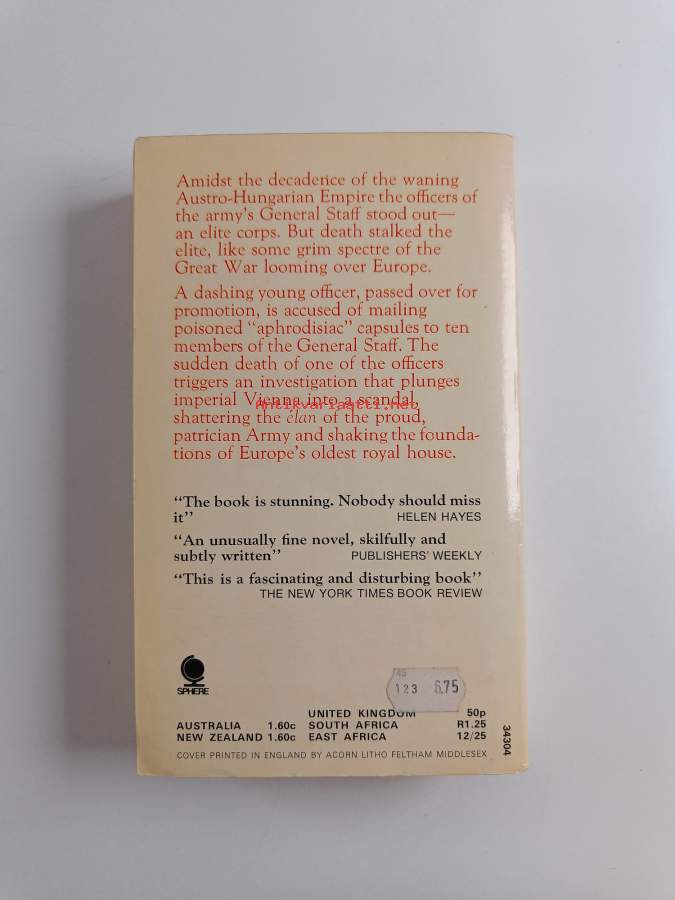 Amidst the decadence of the waning
Austro-Hungarian Empire the officers of
the army's General Staff stood out—
an elite corps. But death stalked the
elite, like some grim spectre of the
Great War looming over Europe.
A dashing young officer, passed over for
promotion, is accused of mailing
poisoned "aphrodisiac" capsules to ten
members of the General Staff. The
sudden death of one of the officers
triggers an investigation that plunges
imperial Vienna into a scandal,
Antikvariaatti.net
shattering the élan of the proud,
patrician Army and shaking the founda-
tions of Europe's oldest royal house.
"The book is stunning. Nobody should miss
it" HELEN HAYES
"An unusually fine novel, skilfully and
subtly written" PUBLISHERS' WEEKLY
"This is a fascinating and disturbing book"
THE NEW YORK TIMES BOOK REVIEW
SPHERE
45
123 6.75
UNITED KINGDOM 50p
AUSTRALIA 1.60c SOUTH AFRICA R1.25
NEW ZEALAND 1.60c EAST AFRICA 12/25
COVER PRINTED IN ENGLAND BY ACORN LITHO FELTHAM MIDDLESEX
34304